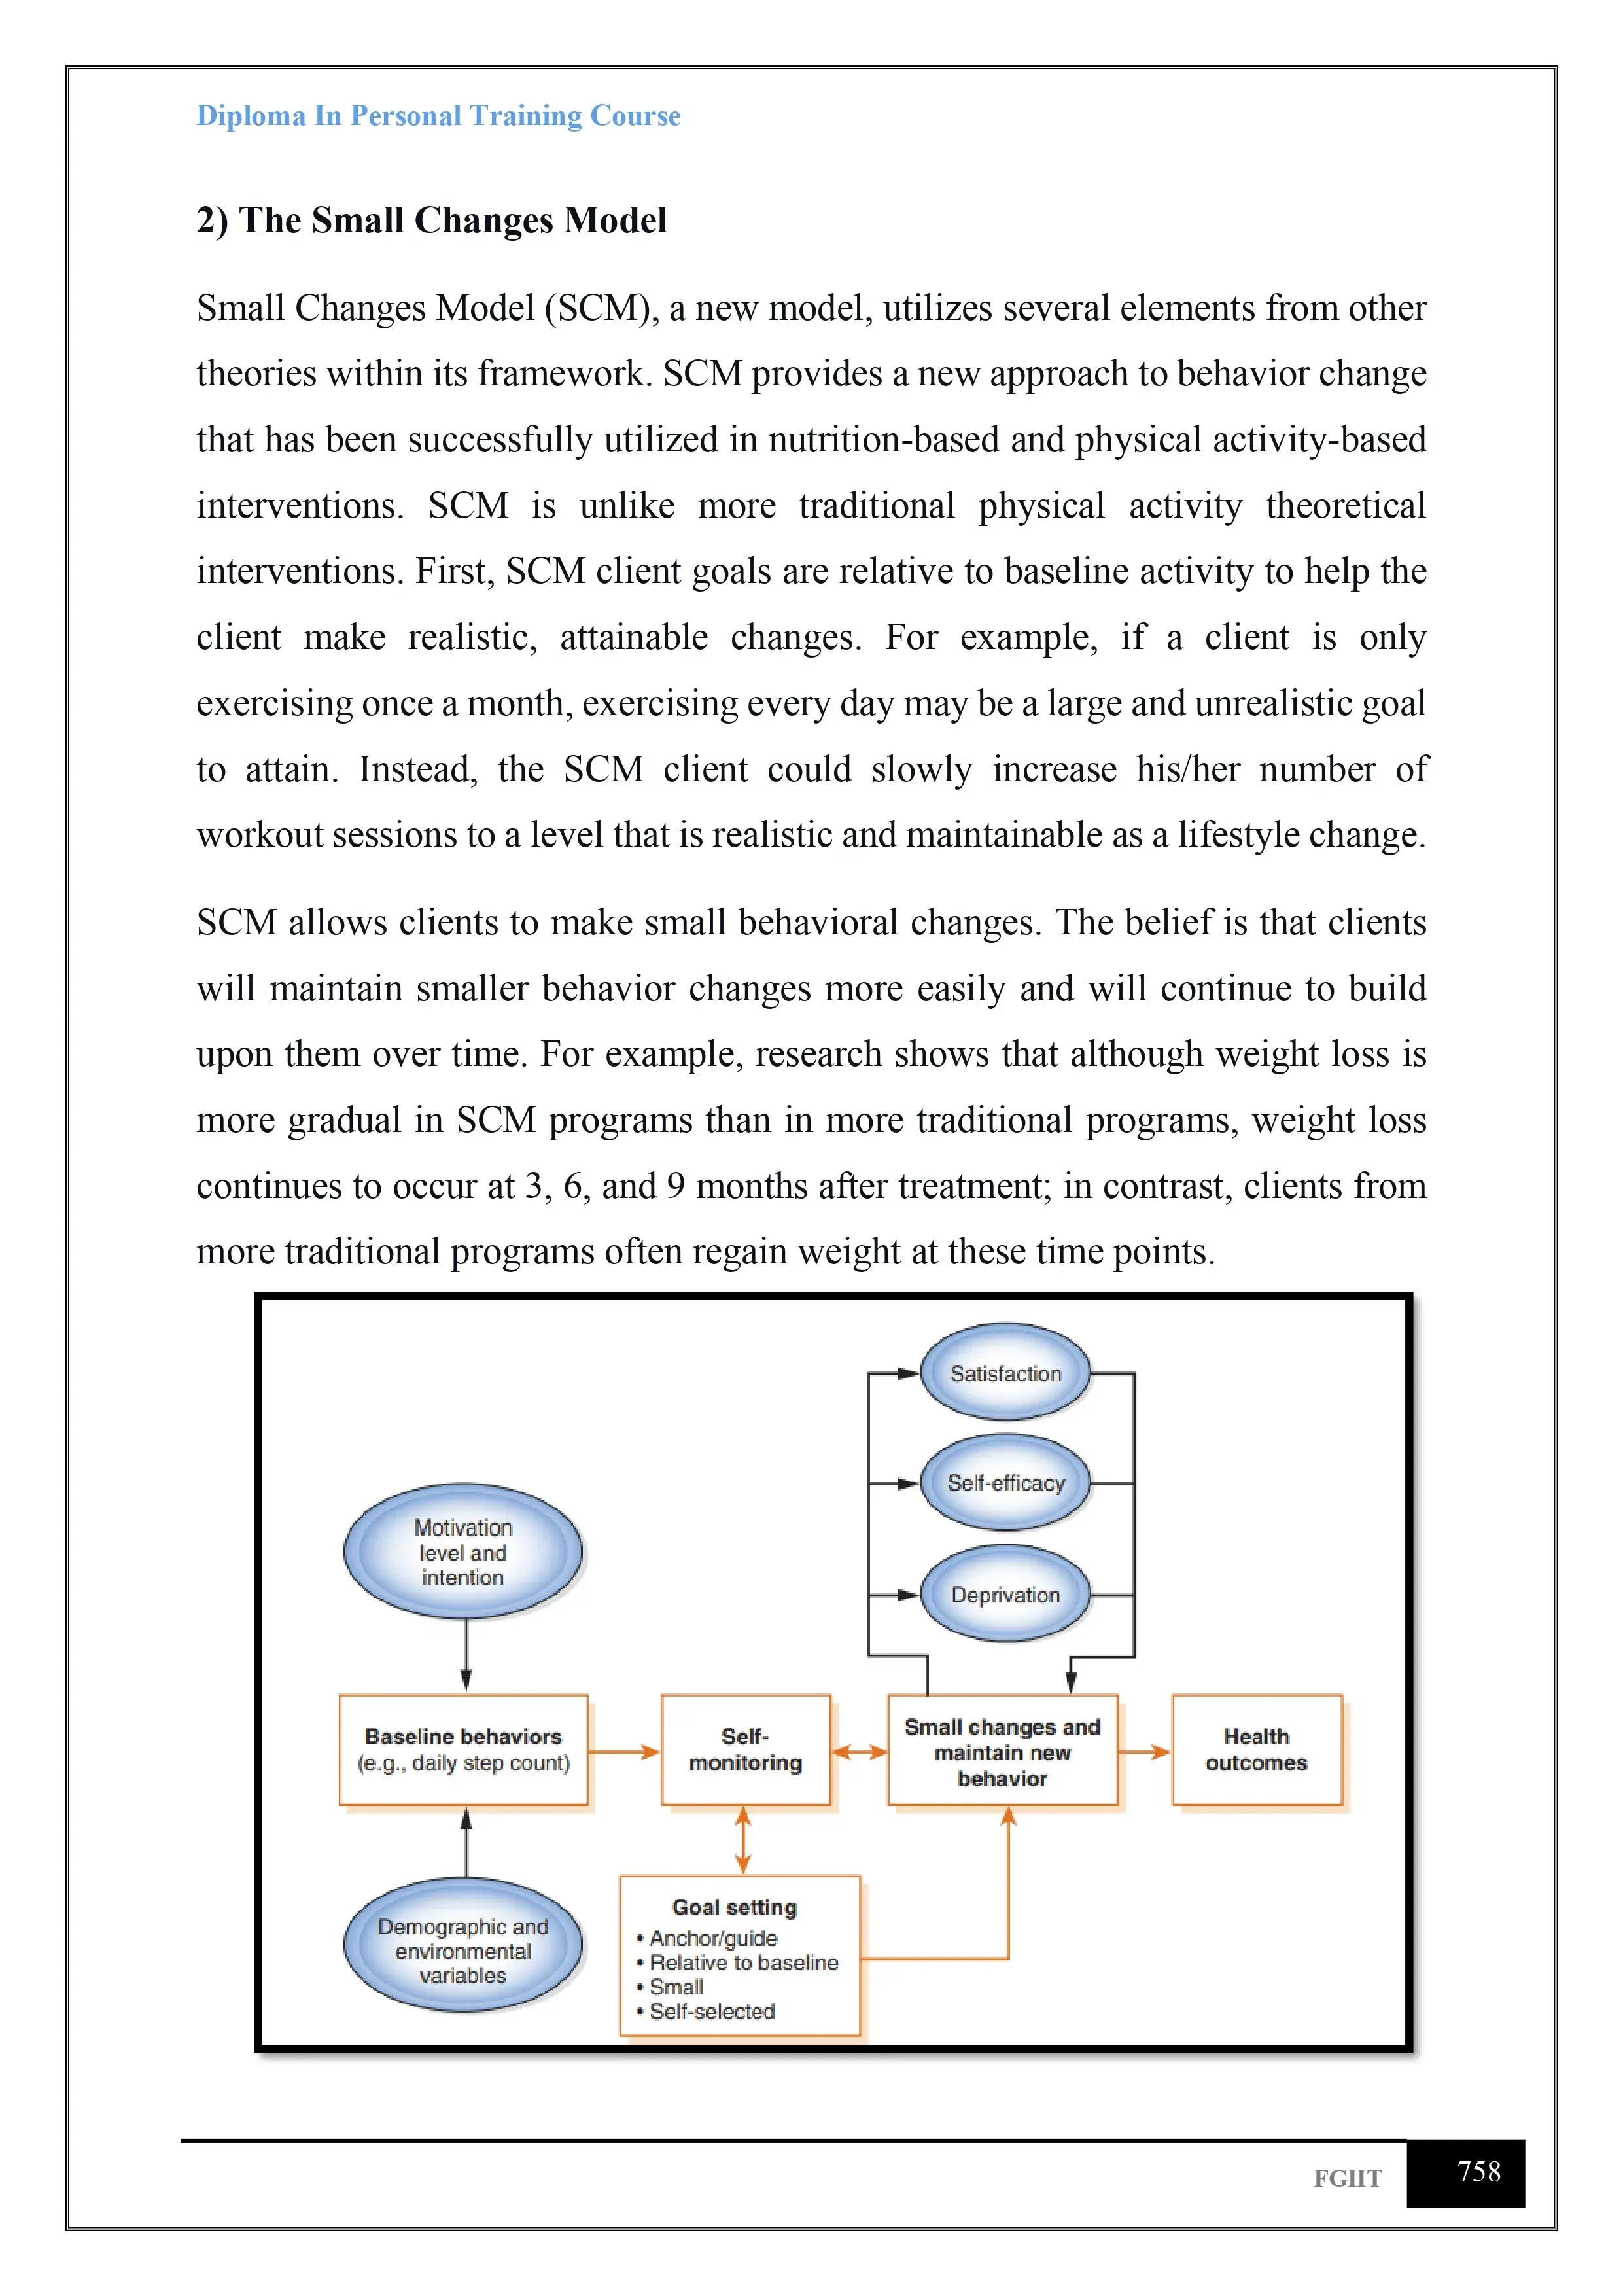 Diploma In Personal Training Course
2) The Small Changes Model
Small Changes Model (SCM), a new model, utilizes several elements from other
theories within its framework. SCM provides a new approach to behavior change
that has been successfully utilized in nutrition-based and physical activity-based
interventions. SCM is unlike more traditional physical activity theoretical
interventions. First, SCM client goals are relative to baseline activity to help the
client make realistic, attainable changes. For example, if a client is only
exercising once a month, exercising every day may be a large and unrealistic goal
to attain. Instead, the SCM client could slowly increase his/her number of
workout sessions to a level that is realistic and maintainable as a lifestyle change.
SCM allows clients to make small behavioral changes. The belief is that clients
will maintain smaller behavior changes more easily and will continue to build
upon them over time. For example, research shows that although weight loss is
more gradual in SCM programs than in more traditional programs, weight loss
continues to occur at 3, 6, and 9 months after treatment; in contrast, clients from
more traditional programs often regain weight at these time points.
Satisfaction
Self-efficacy
Deprivation
Motivation
level and
intention
Baseline behaviors
(e.g., daily step count)
Self-
monitoring
Small changes and
maintain new
behavior
Health
outcomes
Demographic and
environmental
variables
Goal setting
• Anchor/guide
• Relative to baseline
• Small
• Self-selected
FGIIT
758